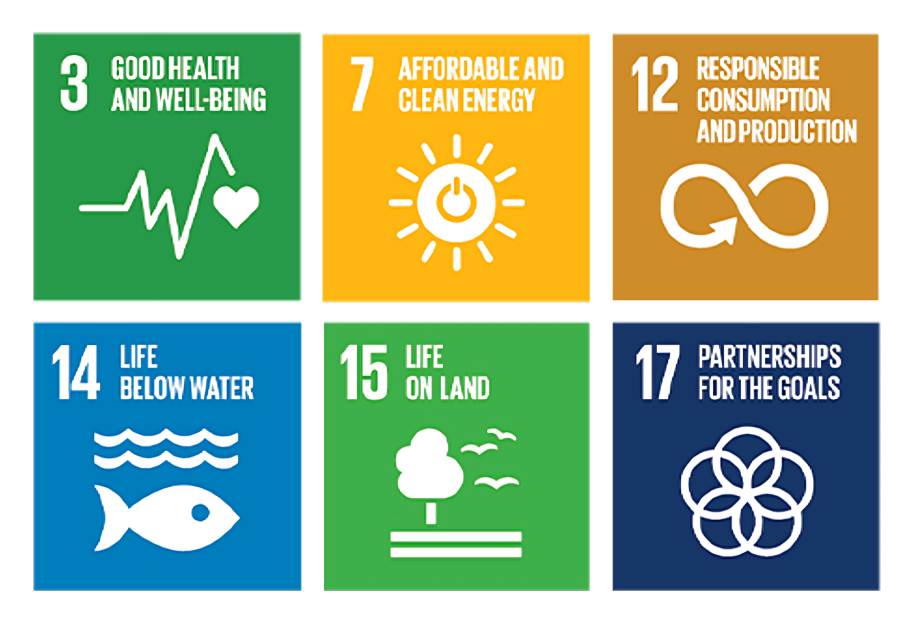 3
GOOD HEALTH
AND WELL-BEING
7
AFFORDABLE AND
CLEAN ENERGY
12
RESPONSIBLE
CONSUMPTION
AND PRODUCTION
14
LIFE
BELOW WATER
15
LIFE
ON LAND
17
PARTNERSHIPS
FOR THE GOALS